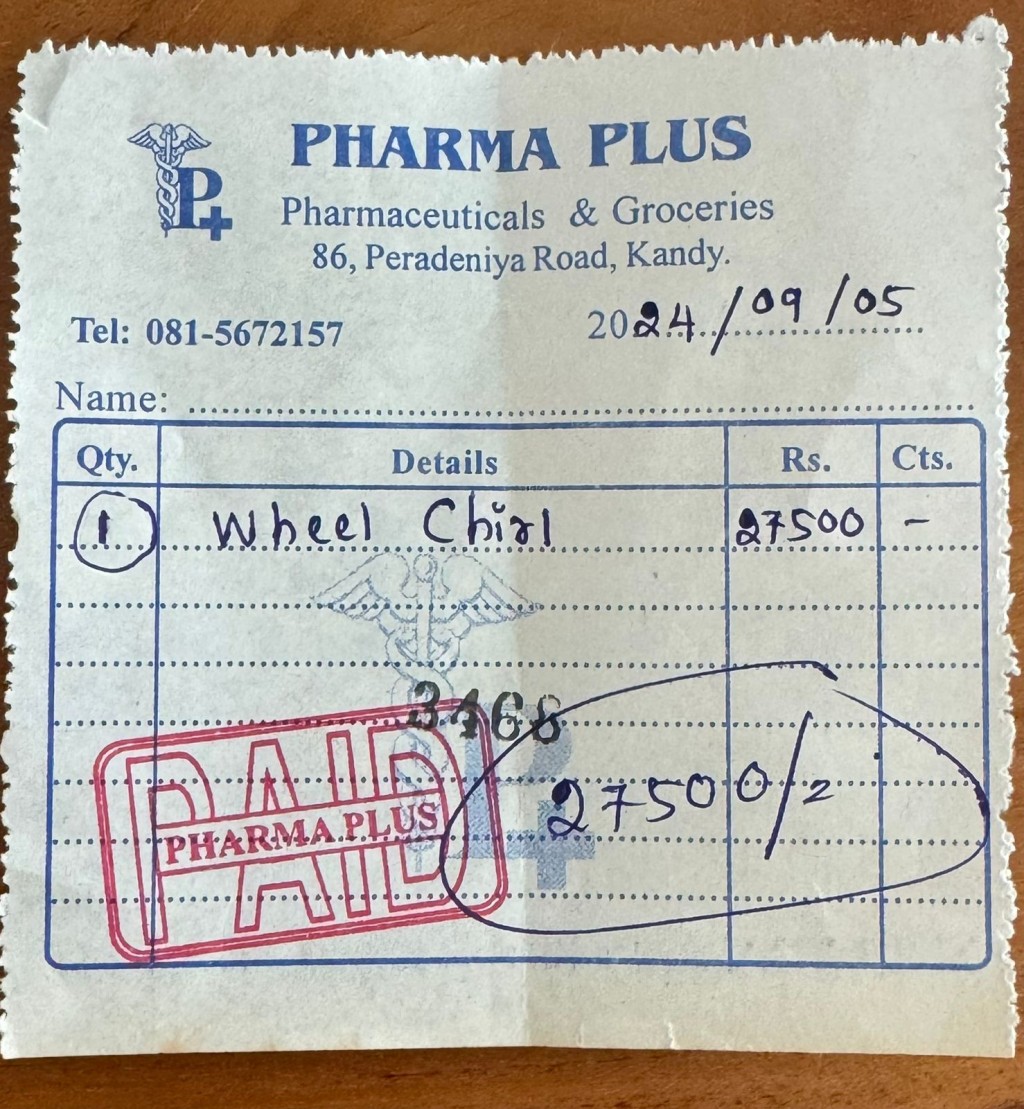 PHARMA PLUS
P+
Pharmaceuticals & Groceries
86, Peradeniya Road, Kandy.
Tel: 081-5672157
2024/09/05
Name:
Qty. Details Rs. Cts.
1 Wheel Chirl 27500 -
3468
PAID
PHARMA PLUS
27500/=